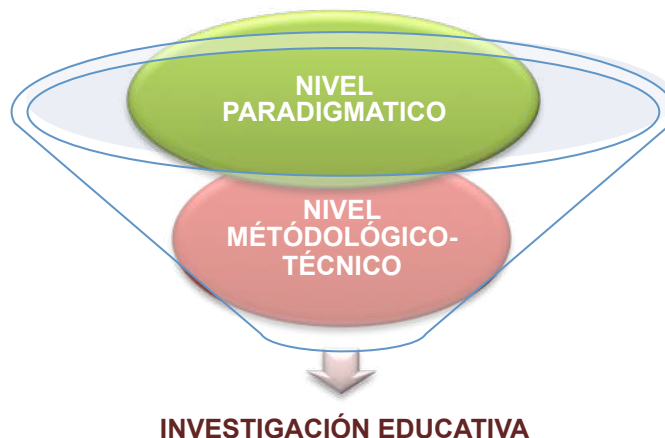 NIVEL
PARADIGMATICO
NIVEL
MÉTÓDOLÓGICO-
TÉCNICO
INVESTIGACIÓN EDUCATIVA